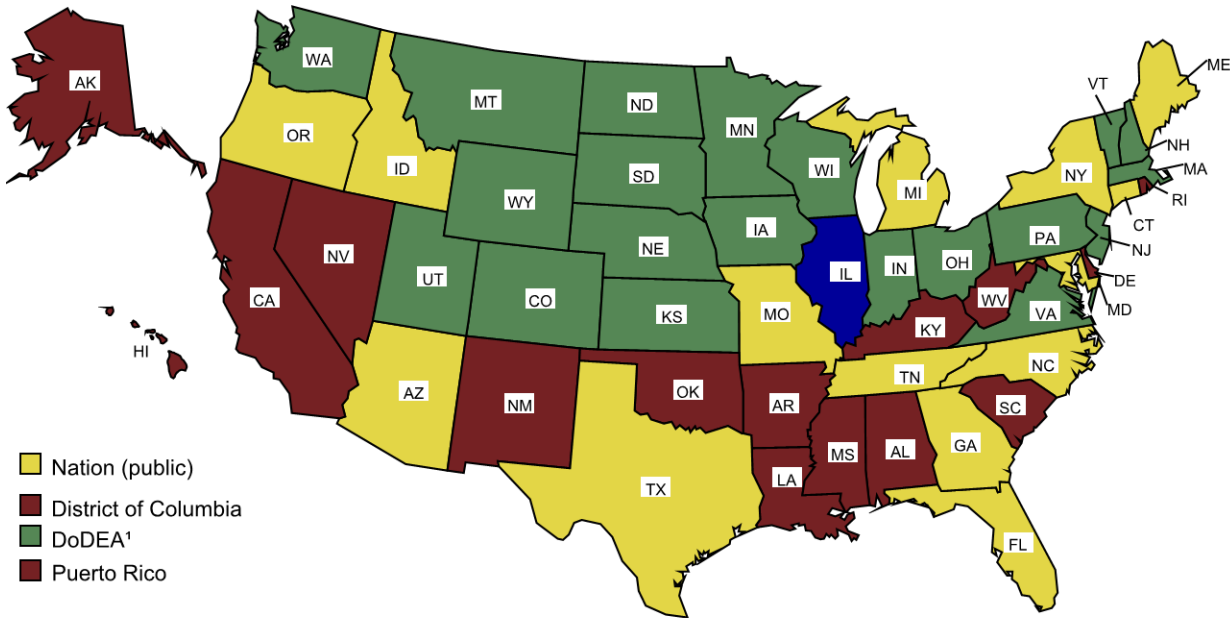 ME
WA
VT
AK
MT
ND
MN
OR
NH
ID
WI
MA
SD
NY
MI
RI
WY
CT
IA
PA
NE
NJ
NV
OH
UT
IL
IN
DE
CA
CO
WV
MD
KS
MO
VA
KY
HI
NC
TN
AZ
OK
NM
AR
SC
MS
AL
GA
Nation (public)
LA
TX
District of Columbia
DoDEA¹
FL
Puerto Rico